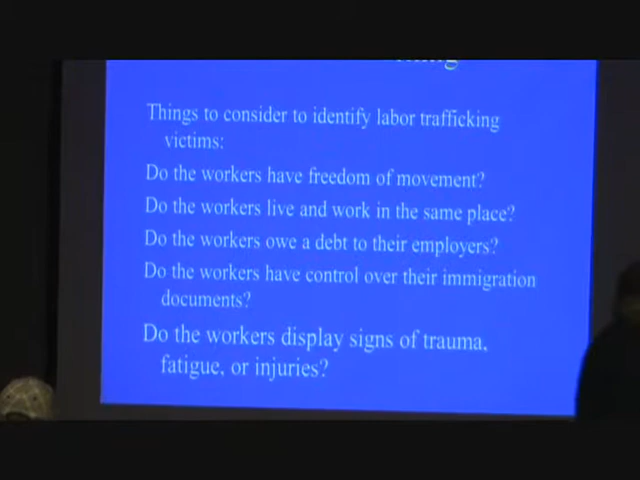 Things to consider to identify labor trafficking
victims:
Do the workers have freedom of movement?
Do the workers live and work in the same place?
Do the workers owe a debt to their employers?
Do the workers have control over their immigration
documents?
Do the workers display signs of trauma,
fatigue, or injuries?